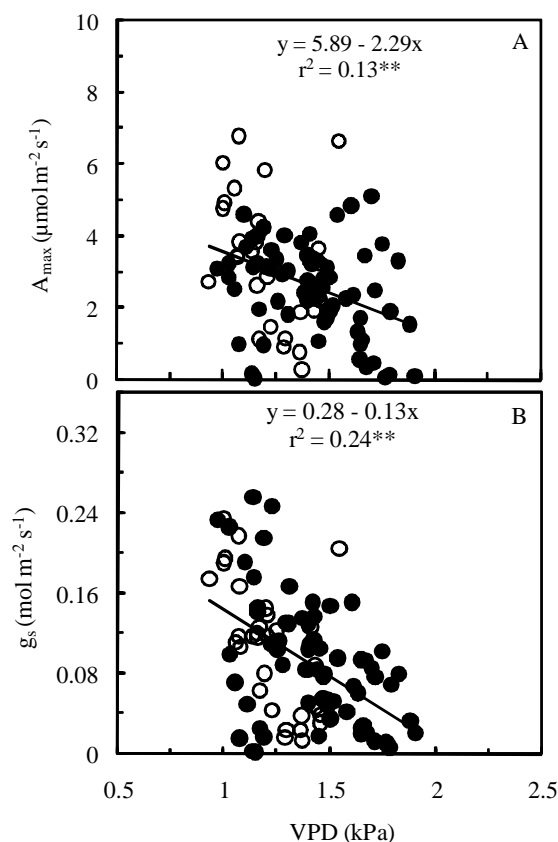 10
y = 5.89 - 2.29x
A
r² = 0.13**
8
6
4
2
0
Amax (µmol m⁻² s⁻¹)
y = 0.28 - 0.13x
B
r² = 0.24**
0.32
0.24
0.16
0.08
0
gs (mol m⁻² s⁻¹)
0.5 1 1.5 2 2.5
VPD (kPa)